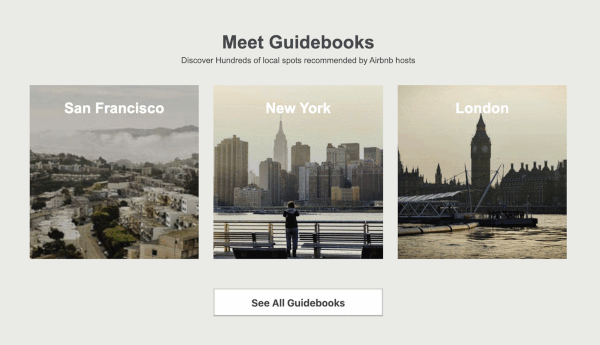 Meet Guidebooks
Discover Hundreds of local spots recommended by Airbnb hosts
San Francisco
New York
London
See All Guidebooks